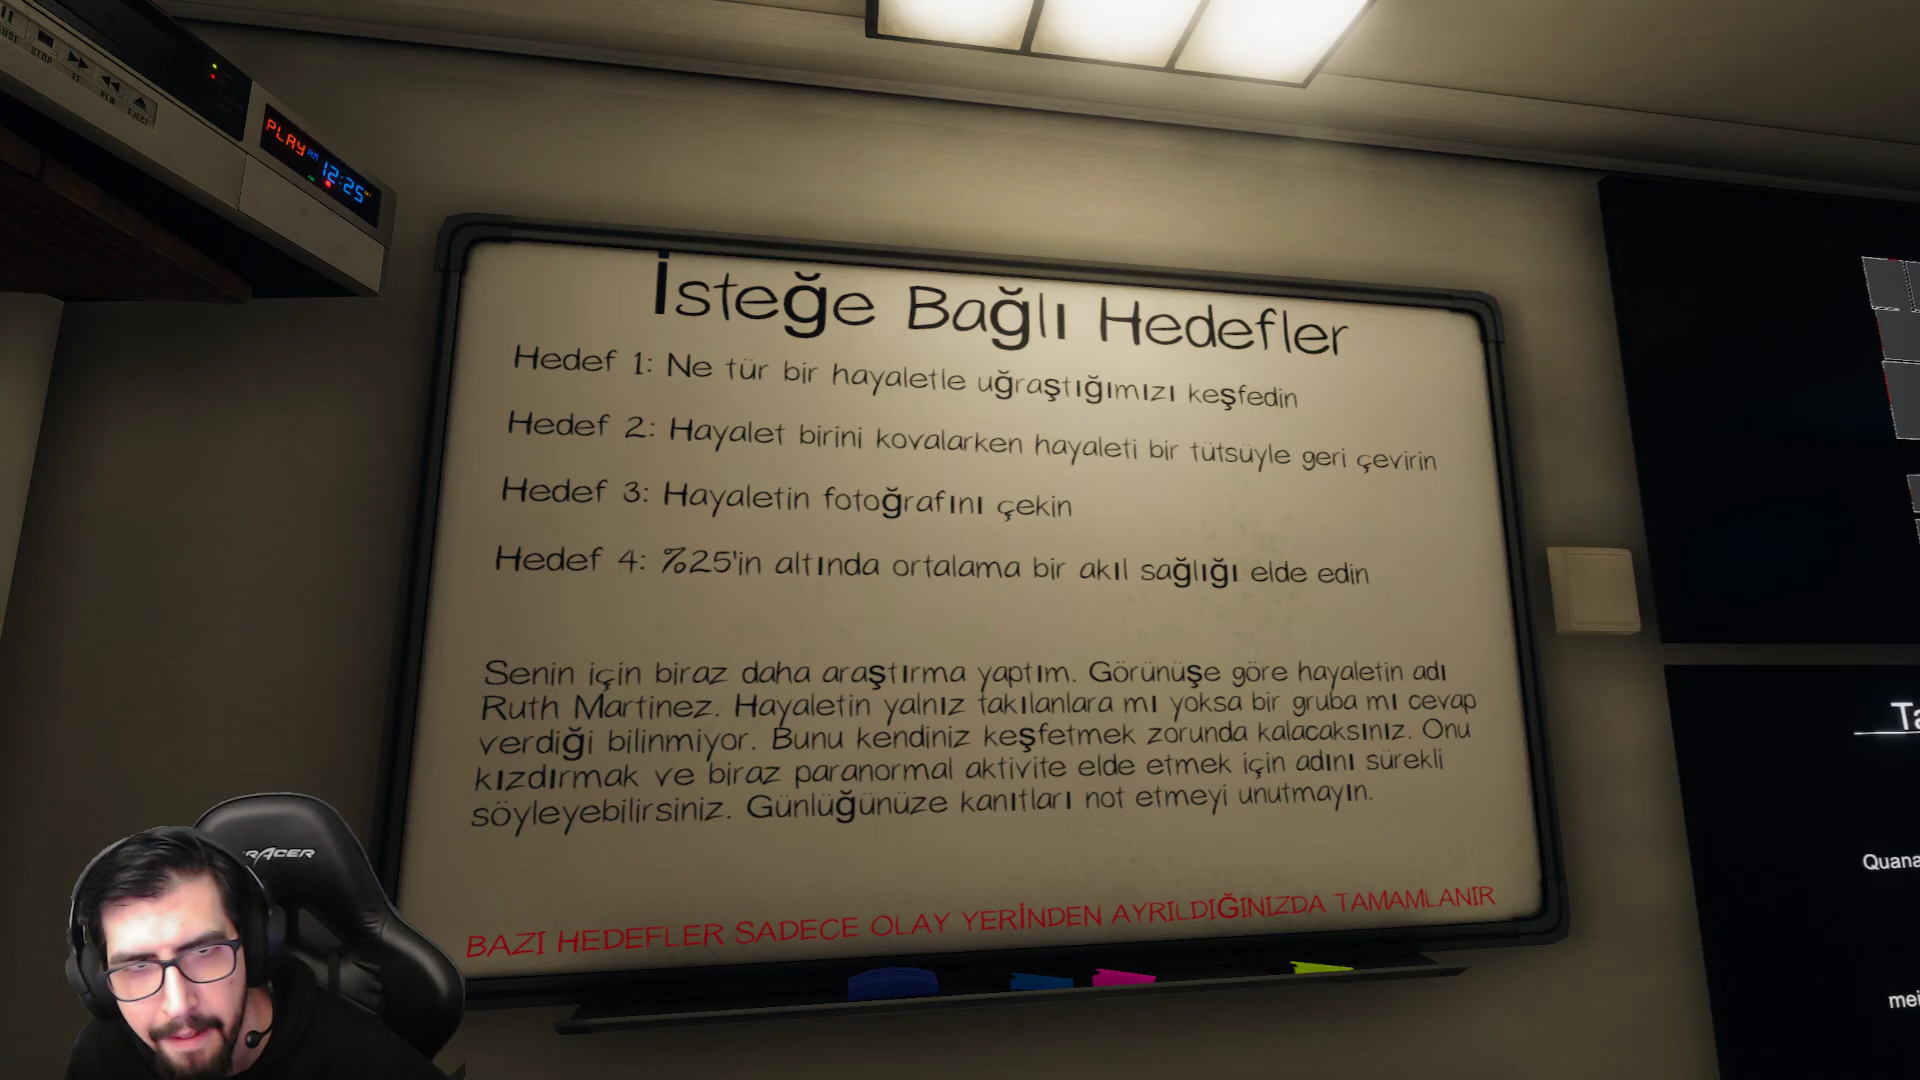 STOP
FF
REW
EJECT
PLAY AM 12:25
İsteğe Bağlı Hedefler
Hedef 1: Ne tür bir hayaletle uğraştığımızı keşfedin
Hedef 2: Hayalet birini kovalarken hayaleti bir tütsüyle geri çevirin
Hedef 3: Hayaletin fotoğrafını çekin
Hedef 4: %25'in altında ortalama bir akıl sağlığı elde edin
Senin için biraz daha araştırma yaptım. Görünüşe göre hayaletin adı
Ruth Martinez. Hayaletin yalnız takılanlara mı yoksa bir gruba mı cevap
verdiği bilinmiyor. Bunu kendiniz keşfetmek zorunda kalacaksınız. Onu
kızdırmak ve biraz paranormal aktivite elde etmek için adını sürekli
söyleyebilirsiniz. Günlüğünüze kanıtları not etmeyi unutmayın.
BAZI HEDEFLER SADECE OLAY YERİNDEN AYRILDIĞINIZDA TAMAMLANIR